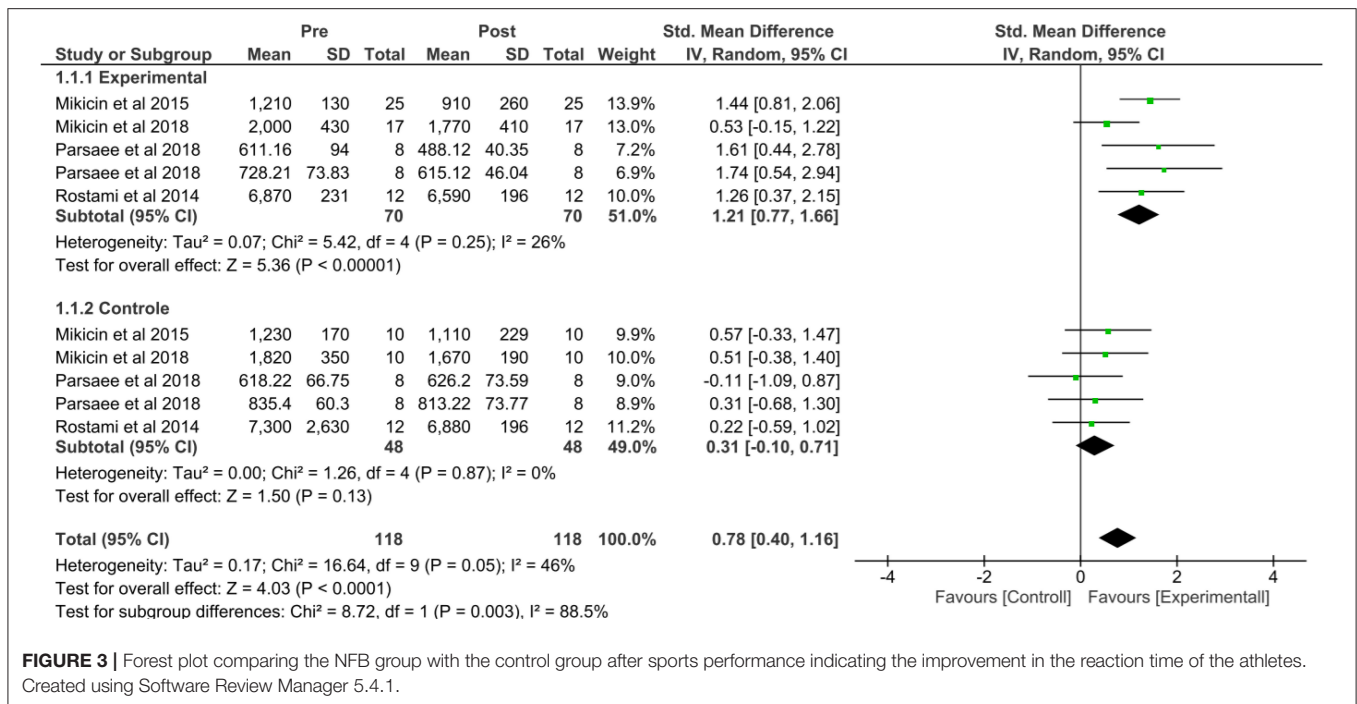 Pre Post Std. Mean Difference Std. Mean Difference
Study or Subgroup Mean SD Total Mean SD Total Weight IV, Random, 95% CI IV, Random, 95% CI
1.1.1 Experimental
Mikicin et al 2015 1,210 130 25 910 260 25 13.9% 1.44 [0.81, 2.06]
Mikicin et al 2018 2,000 430 17 1,770 410 17 13.0% 0.53 [-0.15, 1.22]
Parsaee et al 2018 611.16 94 8 488.12 40.35 8 7.2% 1.61 [0.44, 2.78]
Parsaee et al 2018 728.21 73.83 8 615.12 46.04 8 6.9% 1.74 [0.54, 2.94]
Rostami et al 2014 6,870 231 12 6,590 196 12 10.0% 1.26 [0.37, 2.15]
Subtotal (95% CI) 70 70 51.0% 1.21 [0.77, 1.66]
Heterogeneity: Tau² = 0.07; Chi² = 5.42, df = 4 (P = 0.25); I² = 26%
Test for overall effect: Z = 5.36 (P < 0.00001)
1.1.2 Controle
Mikicin et al 2015 1,230 170 10 1,110 229 10 9.9% 0.57 [-0.33, 1.47]
Mikicin et al 2018 1,820 350 10 1,670 190 10 10.0% 0.51 [-0.38, 1.40]
Parsaee et al 2018 618.22 66.75 8 626.2 73.59 8 9.0% -0.11 [-1.09, 0.87]
Parsaee et al 2018 835.4 60.3 8 813.22 73.77 8 8.9% 0.31 [-0.68, 1.30]
Rostami et al 2014 7,300 2,630 12 6,880 196 12 11.2% 0.22 [-0.59, 1.02]
Subtotal (95% CI) 48 48 49.0% 0.31 [-0.10, 0.71]
Heterogeneity: Tau² = 0.00; Chi² = 1.26, df = 4 (P = 0.87); I² = 0%
Test for overall effect: Z = 1.50 (P = 0.13)
Total (95% CI) 118 118 100.0% 0.78 [0.40, 1.16]
Heterogeneity: Tau² = 0.17; Chi² = 16.64, df = 9 (P = 0.05); I² = 46%
Test for overall effect: Z = 4.03 (P < 0.0001)
Test for subgroup differences: Chi² = 8.72, df = 1 (P = 0.003), I² = 88.5%
-4 -2 0 2 4
Favours [Controll] Favours [Experimentall]
FIGURE 3 | Forest plot comparing the NFB group with the control group after sports performance indicating the improvement in the reaction time of the athletes.
Created using Software Review Manager 5.4.1.